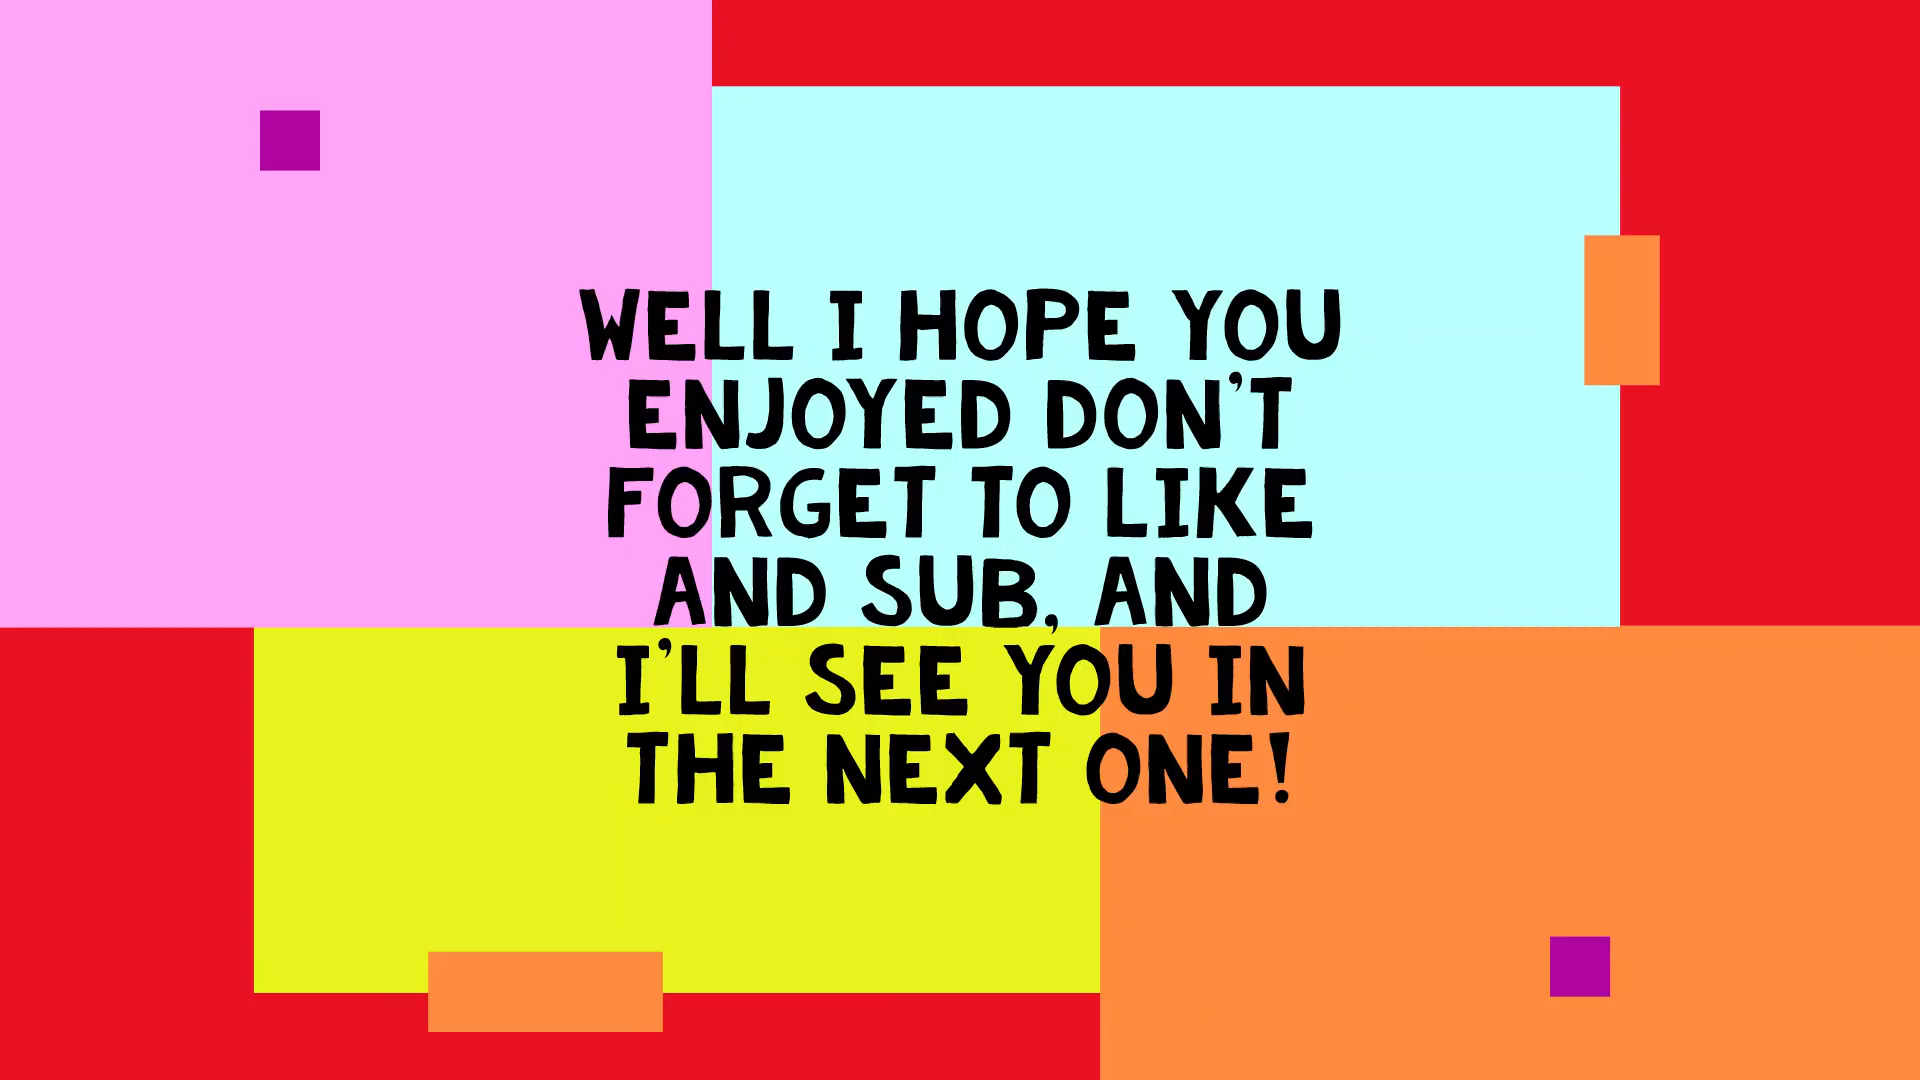 WELL I HOPE YOU
ENJOYED DON'T
FORGET TO LIKE
AND SUB, AND
I'LL SEE YOU IN
THE NEXT ONE!